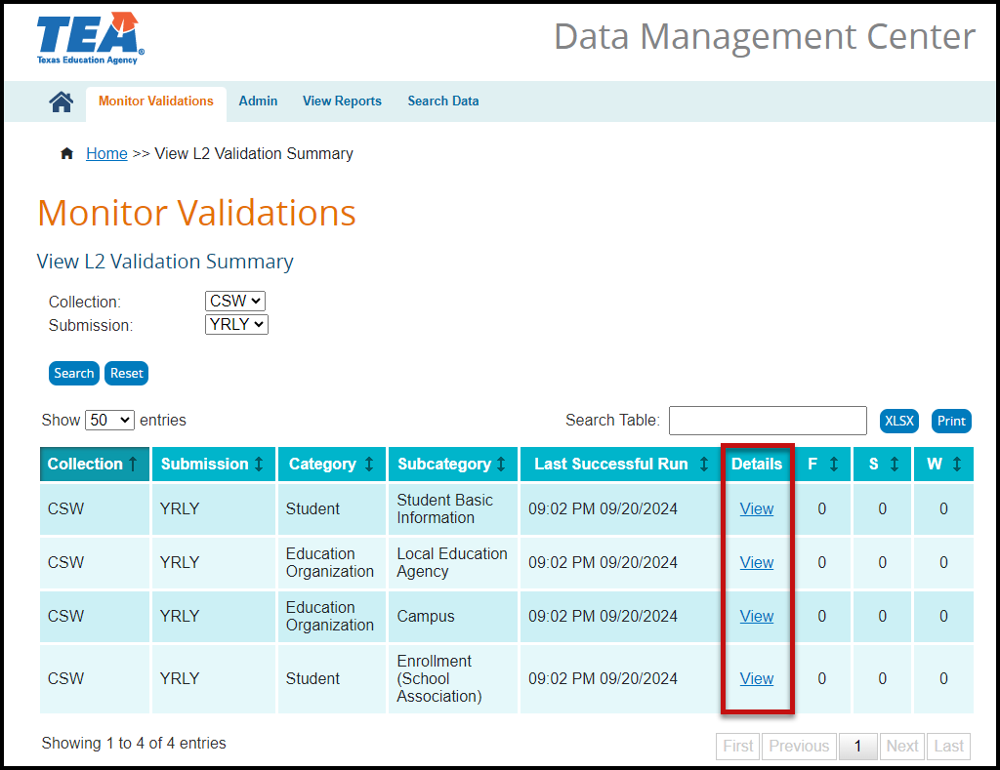 TEA
Texas Education Agency
Data Management Center
Monitor Validations Admin View Reports Search Data
Home >> View L2 Validation Summary
Monitor Validations
View L2 Validation Summary
Collection: CSW
Submission: YRLY
Search Reset
Show 50 entries Search Table: XLSX Print
Collection Submission Category Subcategory Last Successful Run Details F S W
CSW YRLY Student Student Basic Information 09:02 PM 09/20/2024 View 0 0 0
CSW YRLY Education Organization Local Education Agency 09:02 PM 09/20/2024 View 0 0 0
CSW YRLY Education Organization Campus 09:02 PM 09/20/2024 View 0 0 0
CSW YRLY Student Enrollment (School Association) 09:02 PM 09/20/2024 View 0 0 0
Showing 1 to 4 of 4 entries First Previous 1 Next Last